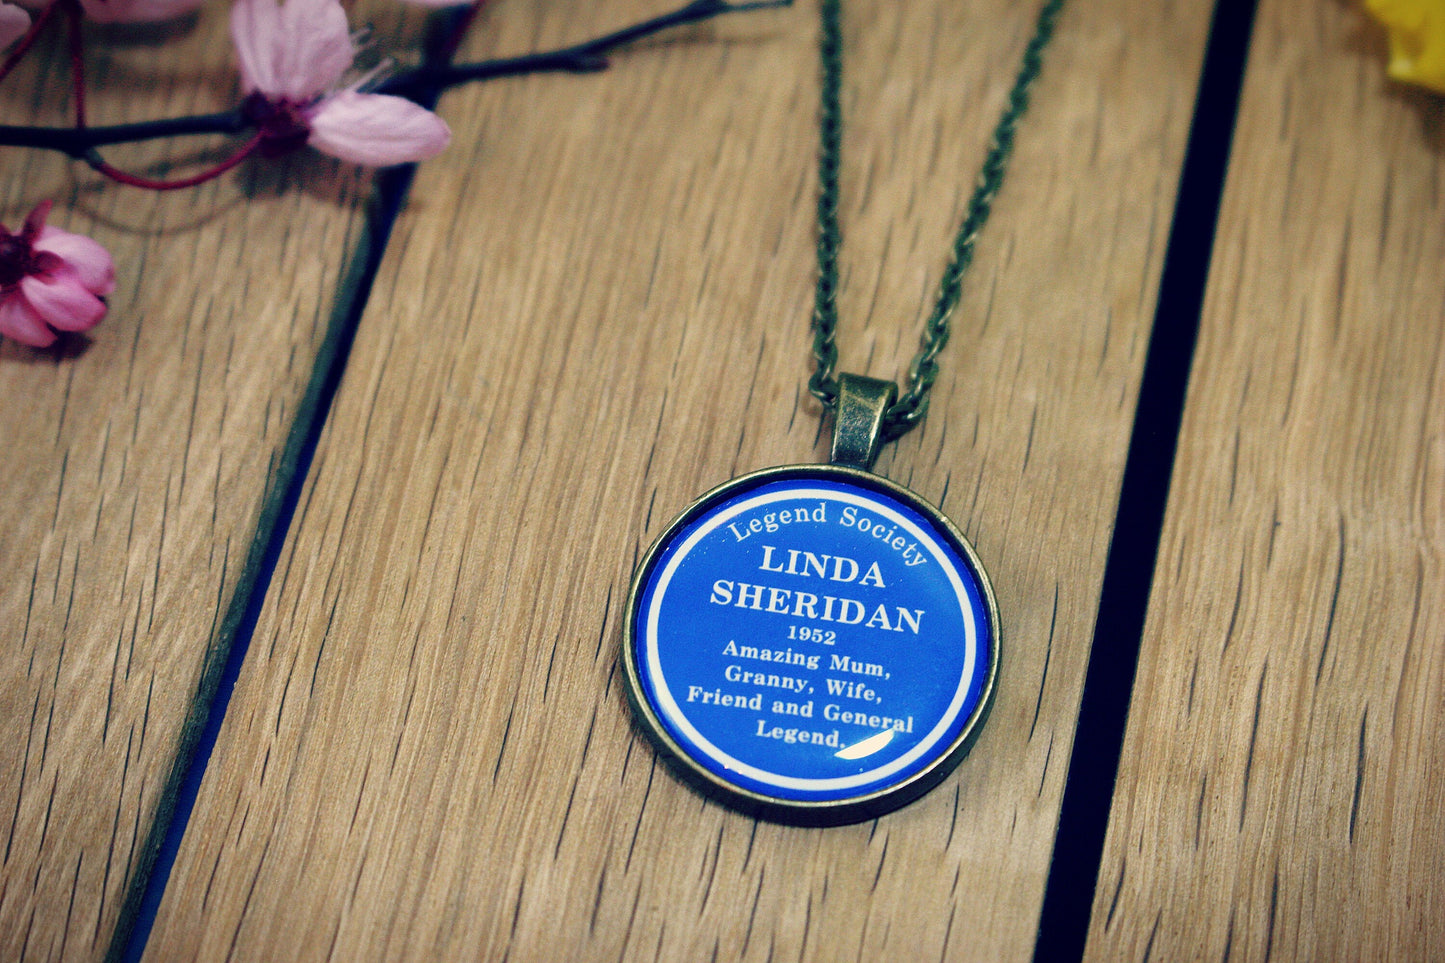 Legend Society
LINDA
SHERIDAN
1952
Amazing Mum,
Granny, Wife,
Friend and General
Legend.